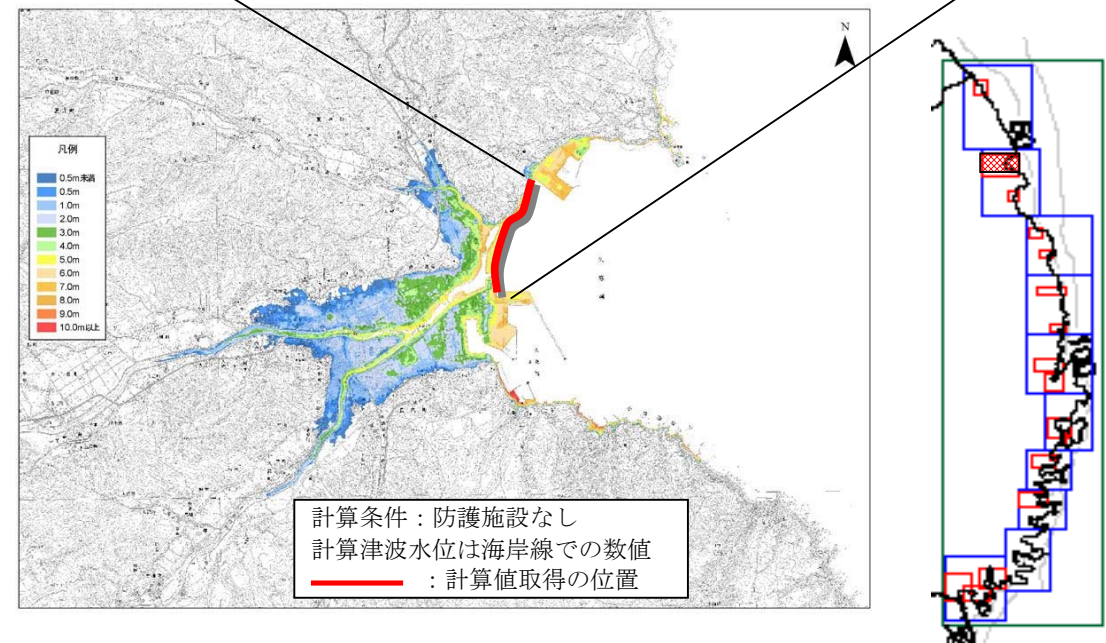 N
凡例
0.5m未満
0.5m
1.0m
2.0m
3.0m
4.0m
5.0m
6.0m
7.0m
8.0m
9.0m
10.0m以上
計算条件：防護施設なし
計算津波水位は海岸線での数値
：計算値取得の位置